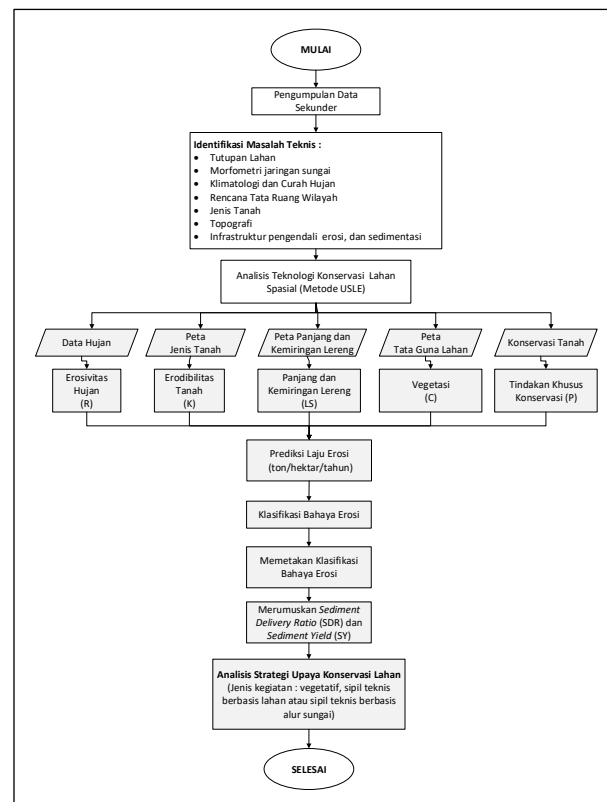 MULAI
Pengumpulan Data
Sekunder
Identifikasi Masalah Teknis :
• Tutupan Lahan
• Morfometri jaringan sungai
• Klimatologi dan Curah Hujan
• Rencana Tata Ruang Wilayah
• Jenis Tanah
• Topografi
• Infrastruktur pengendali erosi, dan sedimentasi
Analisis Teknologi Konservasi Lahan
Spasial (Metode USLE)
Data Hujan
Peta
Jenis Tanah
Peta Panjang dan
Kemiringan Lereng
Peta
Tata Guna Lahan
Konservasi Tanah
Erosivitas
Hujan
(R)
Erodibilitas
Tanah
(K)
Panjang dan
Kemiringan Lereng
(LS)
Vegetasi
(C)
Tindakan Khusus
Konservasi (P)
Prediksi Laju Erosi
(ton/hektar/tahun)
Klasifikasi Bahaya Erosi
Memetakan Klasifikasi
Bahaya Erosi
Merumuskan Sediment
Delivery Ratio (SDR) dan
Sediment Yield (SY)
Analisis Strategi Upaya Konservasi Lahan
(Jenis kegiatan : vegetatif, sipil teknis
berbasis lahan atau sipil teknis berbasis
alur sungai)
SELESAI